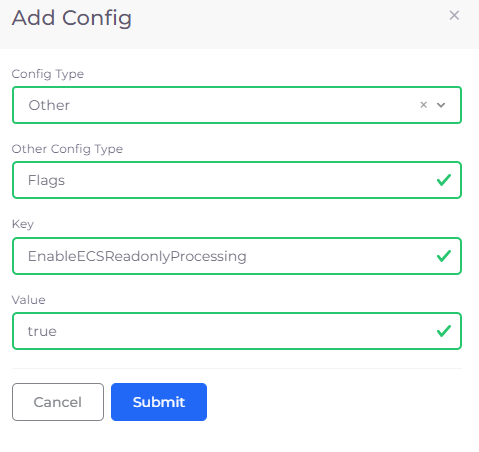 Add Config
Config Type
Other
Other Config Type
Flags
Key
EnableECSReadonlyProcessing
Value
true
Cancel Submit